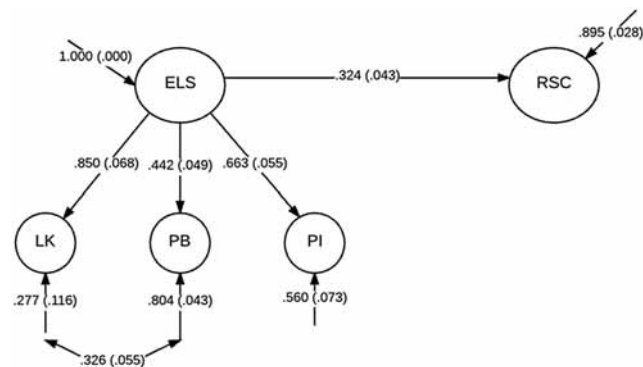 .895 (.028)
1.000 (.000)
ELS
.324 (.043)
RSC
.850 (.068)
.442 (.049)
.663 (.055)
LK
PB
PI
.277 (.116)
.804 (.043)
.560 (.073)
.326 (.055)